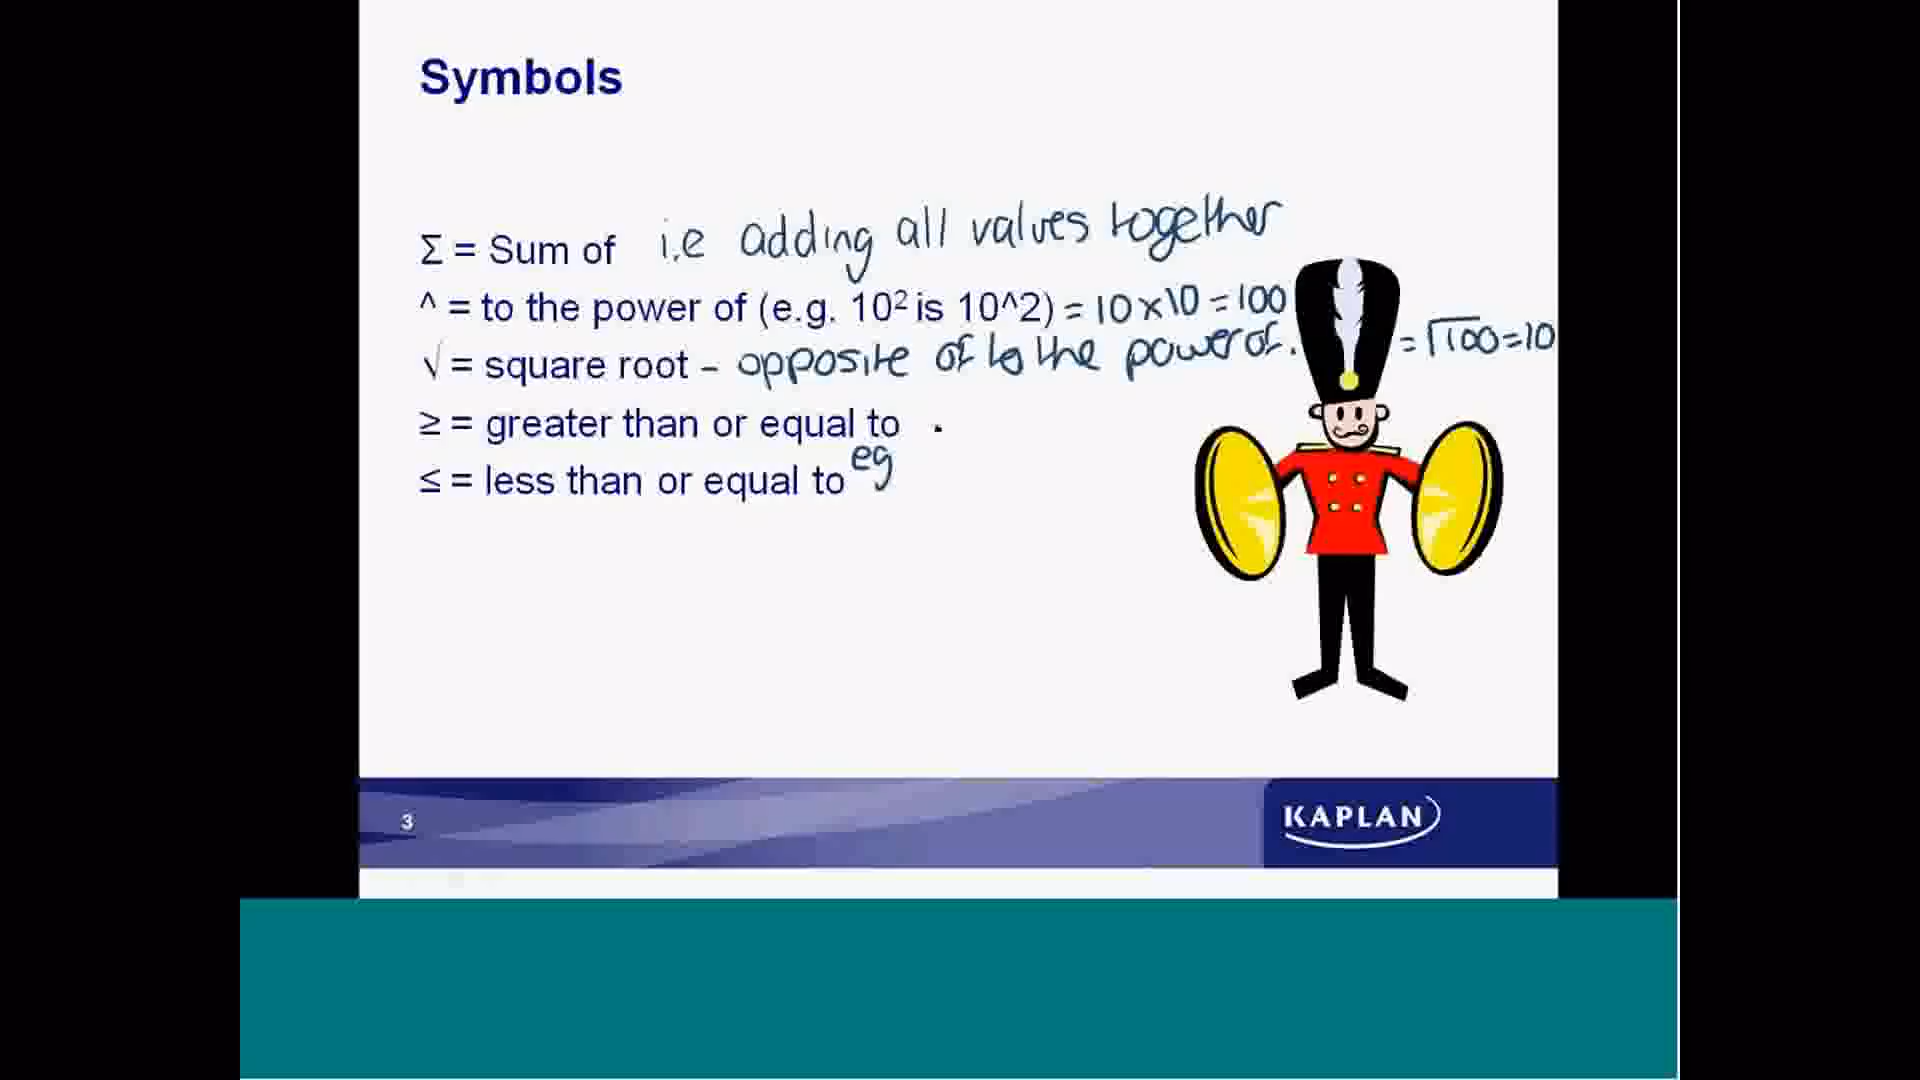 Symbols
Σ = Sum of i.e adding all values together
^ = to the power of (e.g. 10² is 10^2) = 10 x 10 = 100
√ = square root - opposite of to the power of. = √100 = 10
≥ = greater than or equal to .
≤ = less than or equal to eg
3
KAPLAN